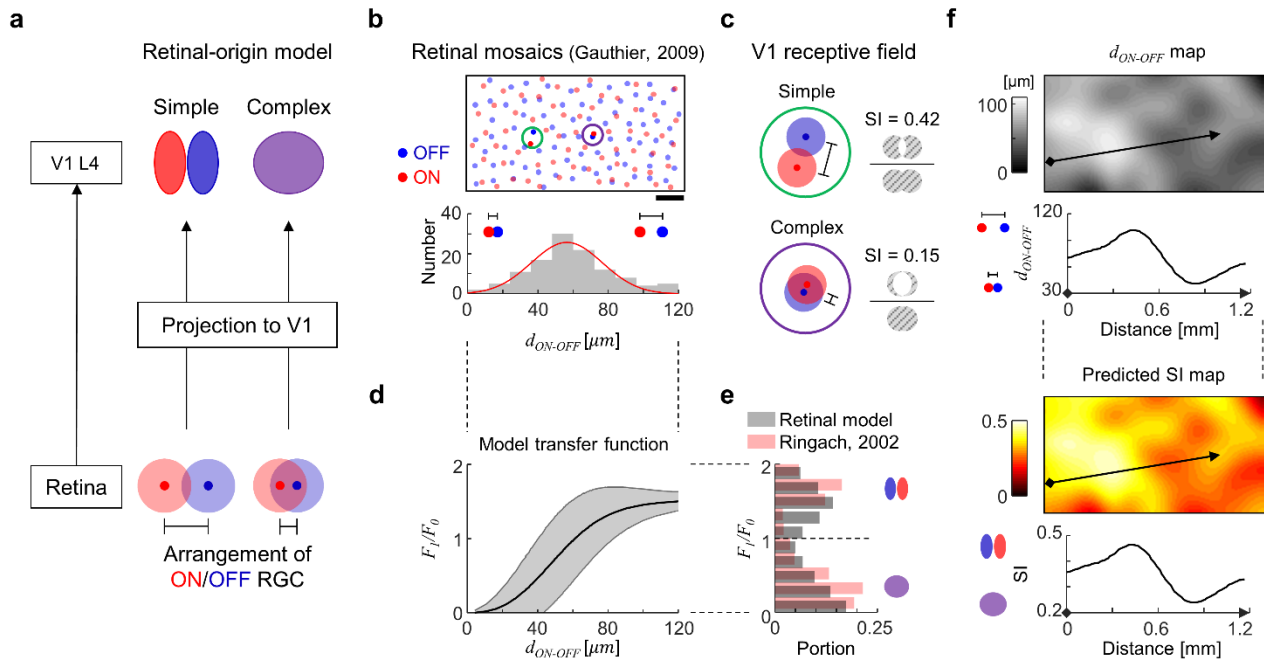 a
Retinal-origin model
Simple
Complex
V1 L4
Projection to V1
Retina
Arrangement of
ON/OFF RGC
b
Retinal mosaics (Gauthier, 2009)
OFF
ON
40
20
0
Number
0
40
80
120
d_ON-OFF [µm]
c
V1 receptive field
Simple
SI = 0.42
Complex
SI = 0.15
d
Model transfer function
2
1
0
F₁/F₀
0
40
80
120
d_ON-OFF [µm]
e
Retinal model
Ringach, 2002
2
1
0
F₁/F₀
0
0.25
Portion
f
d_ON-OFF map
[µm]
100
0
120
30
d_ON-OFF
0
0.6
1.2
Distance [mm]
Predicted SI map
0.5
0
0.5
0.2
SI
0
0.6
1.2
Distance [mm]